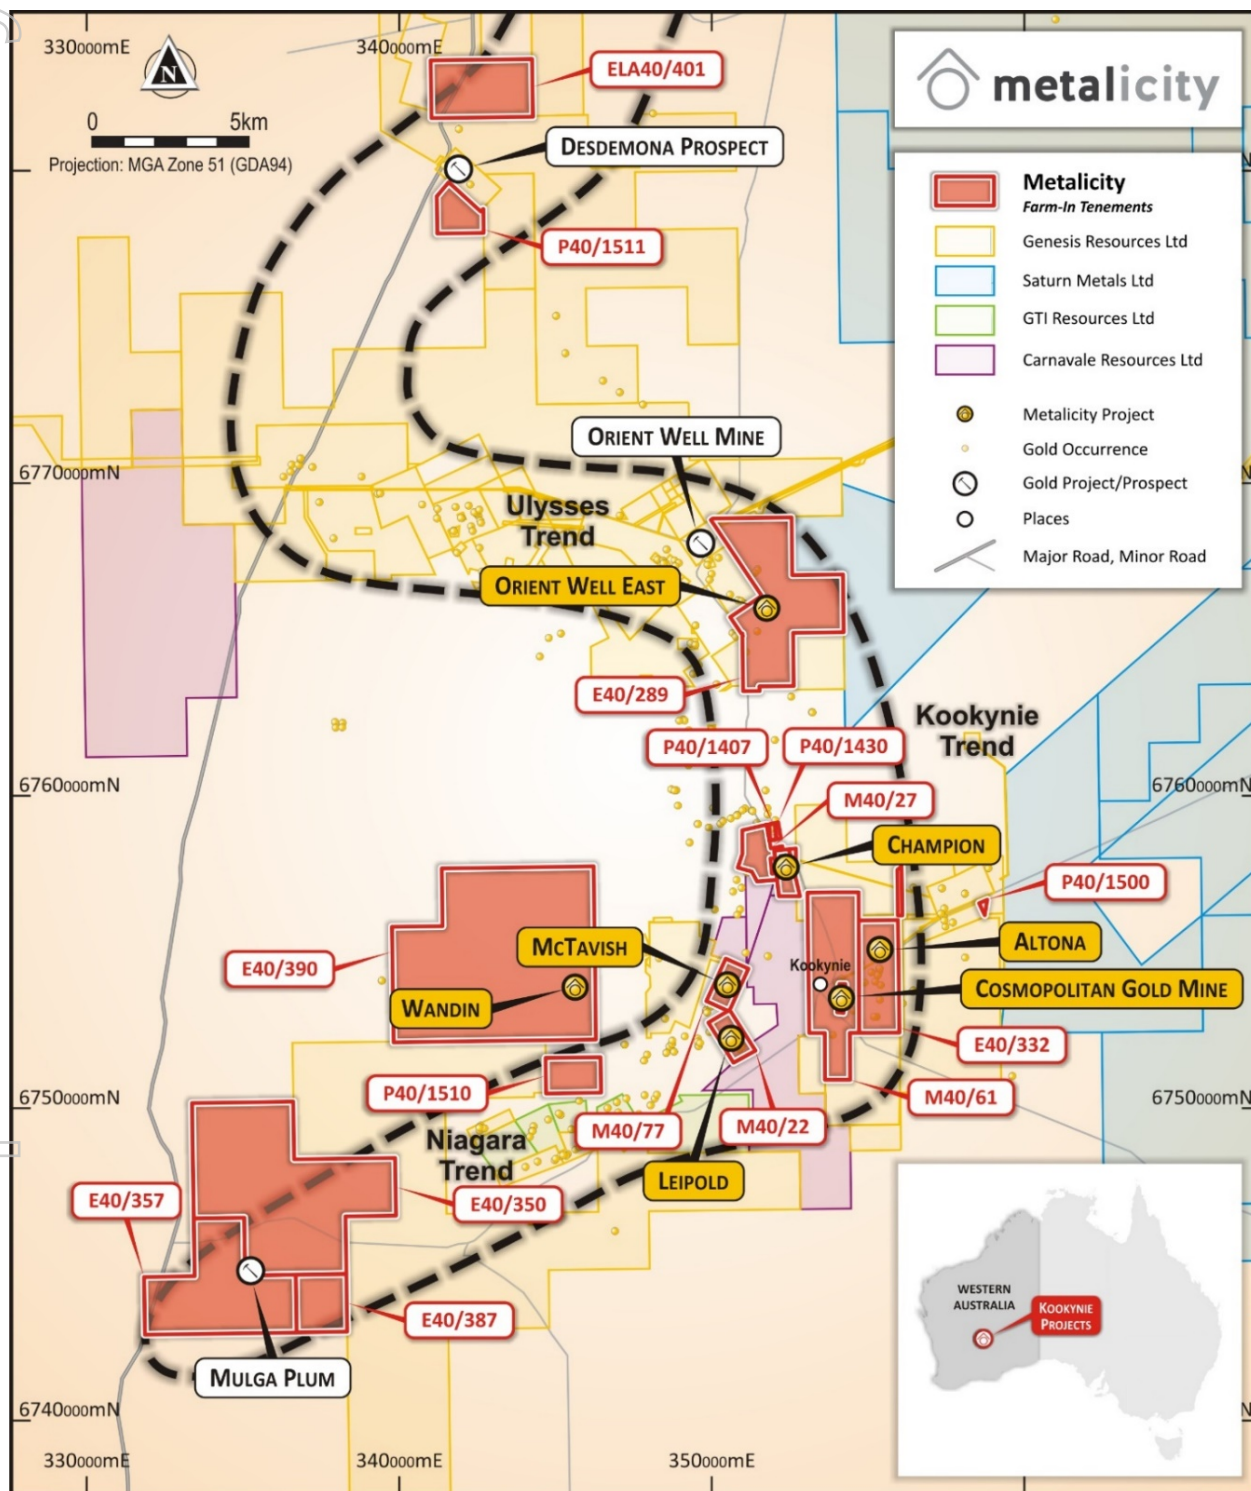 330000mE
340000mE
N
0
5km
Projection: MGA Zone 51 (GDA94)
ELA40/401
DESDEMONA PROSPECT
P40/1511
metalicity
Metalicity
Farm-In Tenements
Genesis Resources Ltd
Saturn Metals Ltd
GTI Resources Ltd
Carnavale Resources Ltd
Metalicity Project
Gold Occurrence
Gold Project/Prospect
Places
Major Road, Minor Road
N
ORIENT WELL MINE
6770000mN
N
Ulysses
Trend
ORIENT WELL EAST
E40/289
Kookynie
Trend
P40/1407
P40/1430
M40/27
6760000mN
6760000mN
CHAMPION
P40/1500
E40/390
MCTAVISH
ALTONA
Kookynie
WANDIN
COSMOPOLITAN GOLD MINE
E40/332
P40/1510
M40/61
6750000mN
6750000mN
M40/77
M40/22
Niagara
Trend
LEIPOLD
E40/357
E40/350
E40/387
MULGA PLUM
WESTERN
AUSTRALIA
KOOKYNIE
PROJECTS
6740000mN
N
330000mE
340000mE
350000mE